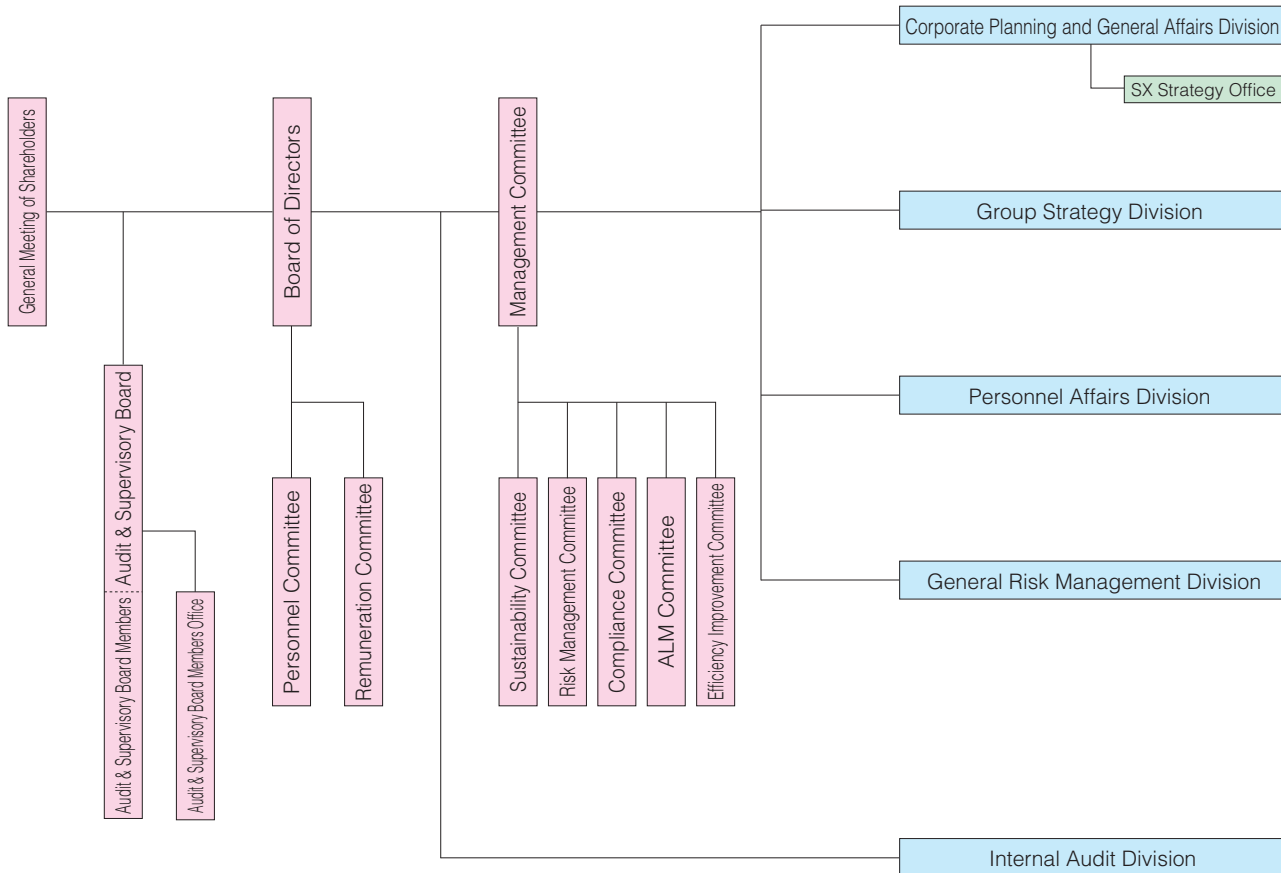 General Meeting of Shareholders
Audit & Supervisory Board
Audit & Supervisory Board Members
Audit & Supervisory Board Members Office
Board of Directors
Personnel Committee
Remuneration Committee
Management Committee
Sustainability Committee
Risk Management Committee
Compliance Committee
ALM Committee
Efficiency Improvement Committee
Corporate Planning and General Affairs Division
SX Strategy Office
Group Strategy Division
Personnel Affairs Division
General Risk Management Division
Internal Audit Division